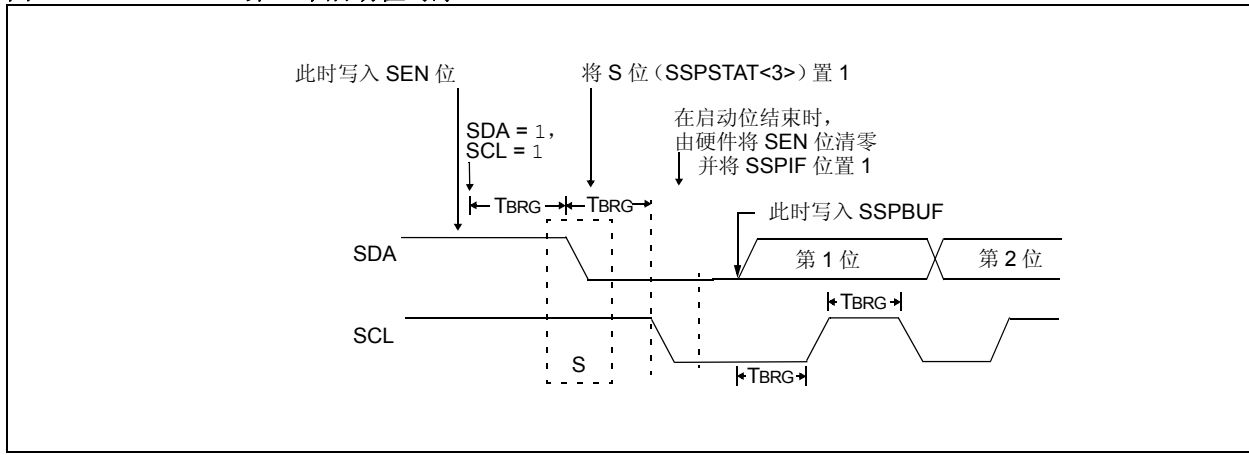 此时写入 SEN 位
将 S 位（SSPSTAT<3>）置 1
SDA = 1，
SCL = 1
在启动位结束时，
由硬件将 SEN 位清零
并将 SSPIF 位置 1
TBRG
TBRG
此时写入 SSPBUF
SDA
第 1 位
第 2 位
TBRG
SCL
S
TBRG